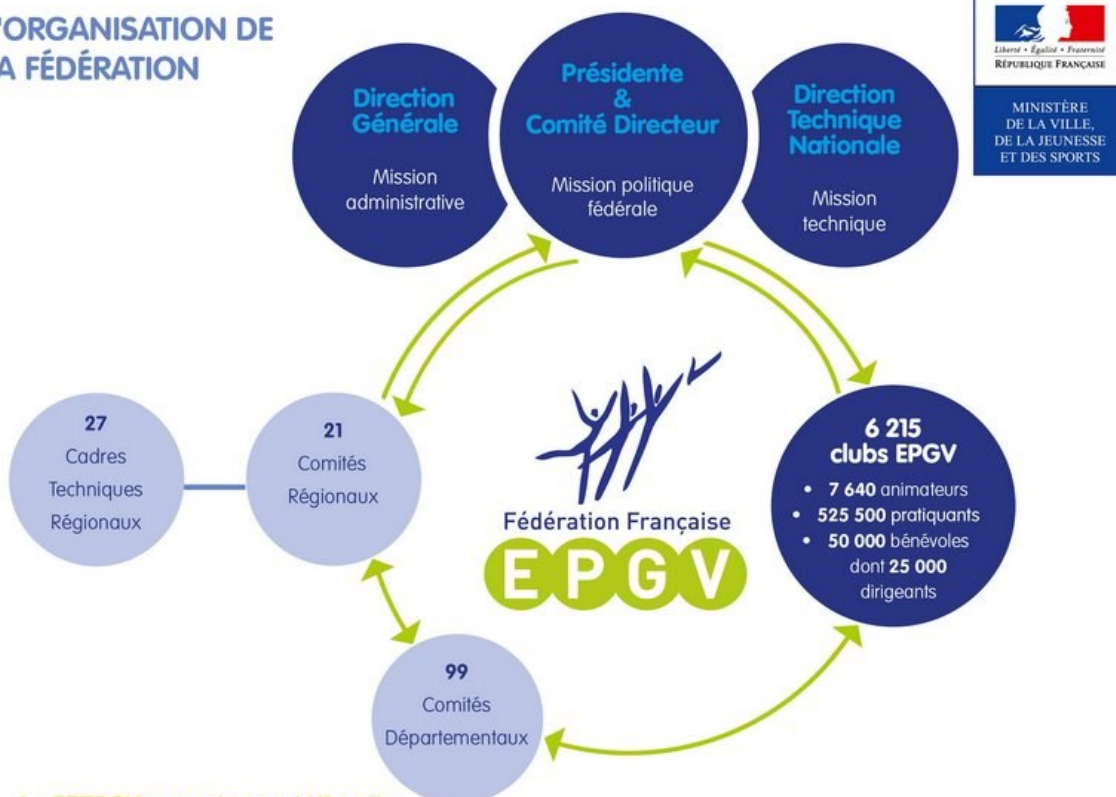 'ORGANISATION DE
A FÉDÉRATION
Liberté • Égalité • Fraternité
RÉPUBLIQUE FRANÇAISE
MINISTÈRE
DE LA VILLE,
DE LA JEUNESSE
ET DES SPORTS
Direction
Générale
Mission
administrative
Présidente
&
Comité Directeur
Mission politique
fédérale
Direction
Technique
Nationale
Mission
technique
27
Cadres
Techniques
Régionaux
21
Comités
Régionaux
Fédération Française
EPGV
6 215
clubs EPGV
• 7 640 animateurs
• 525 500 pratiquants
• 50 000 bénévoles
dont 25 000
dirigeants
99
Comités
Départementaux